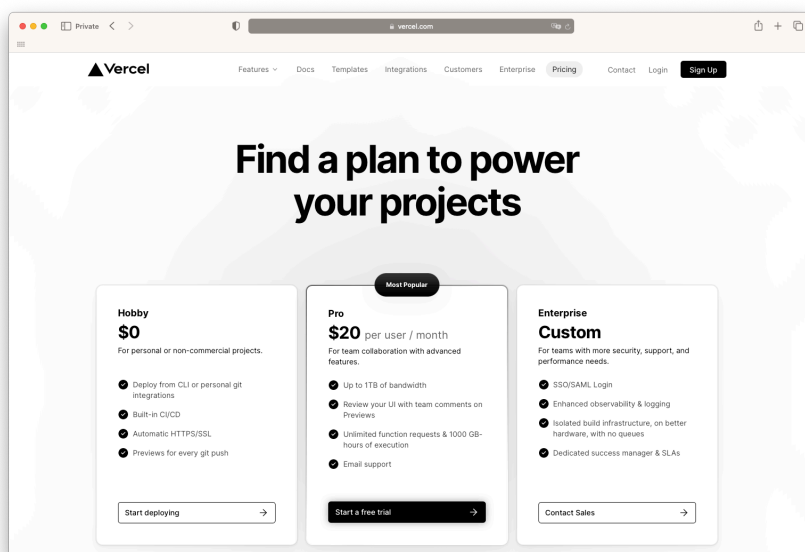 Private
vercel.com
Vercel
Features Docs Templates Integrations Customers Enterprise Pricing Contact Login Sign Up
Find a plan to power
your projects
Hobby
$0
For personal or non-commercial projects.
Deploy from CLI or personal git
integrations
Built-in CI/CD
Automatic HTTPS/SSL
Previews for every git push
Start deploying
Most Popular
Pro
$20 per user / month
For team collaboration with advanced
features.
Up to 1TB of bandwidth
Review your UI with team comments on
Previews
Unlimited function requests & 1000 GB-
hours of execution
Email support
Start a free trial
Enterprise
Custom
For teams with more security, support, and
performance needs.
SSO/SAML Login
Enhanced observability & logging
Isolated build infrastructure, on better
hardware, with no queues
Dedicated success manager & SLAs
Contact Sales